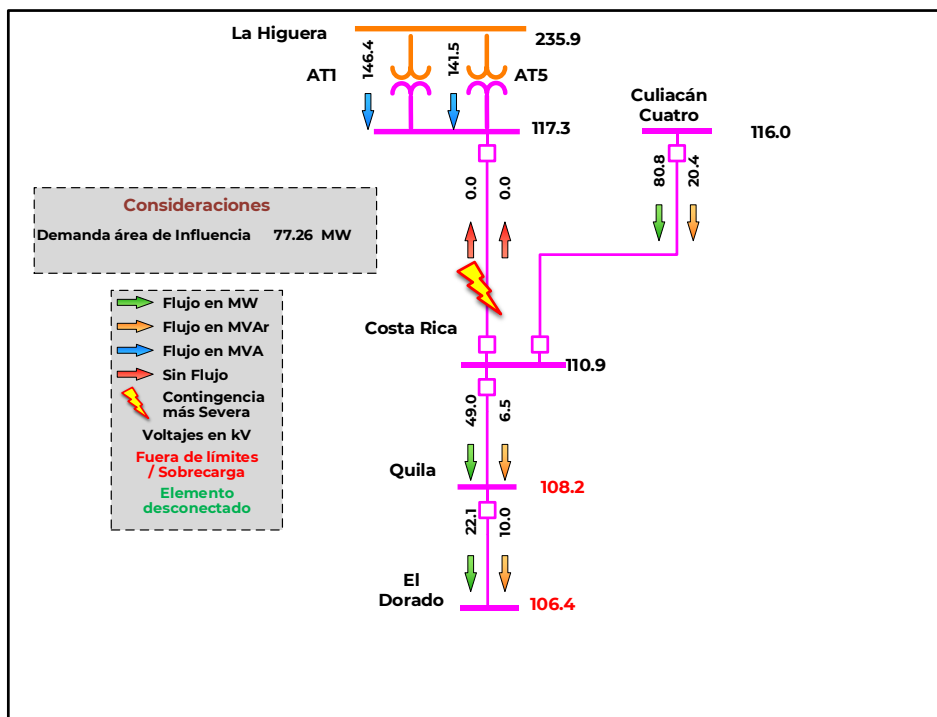 La Higuera
235.9
146.4
141.5
AT1
AT5
117.3
Culiacán
Cuatro
116.0
80.8
20.4
0.0
0.0
Consideraciones
Demanda área de Influencia 77.26 MW
Flujo en MW
Flujo en MVAr
Flujo en MVA
Sin Flujo
Contingencia
más Severa
Voltajes en kV
Fuera de límites
/ Sobrecarga
Elemento
desconectado
Costa Rica
110.9
49.0
6.5
Quila
108.2
22.1
10.0
El
Dorado
106.4